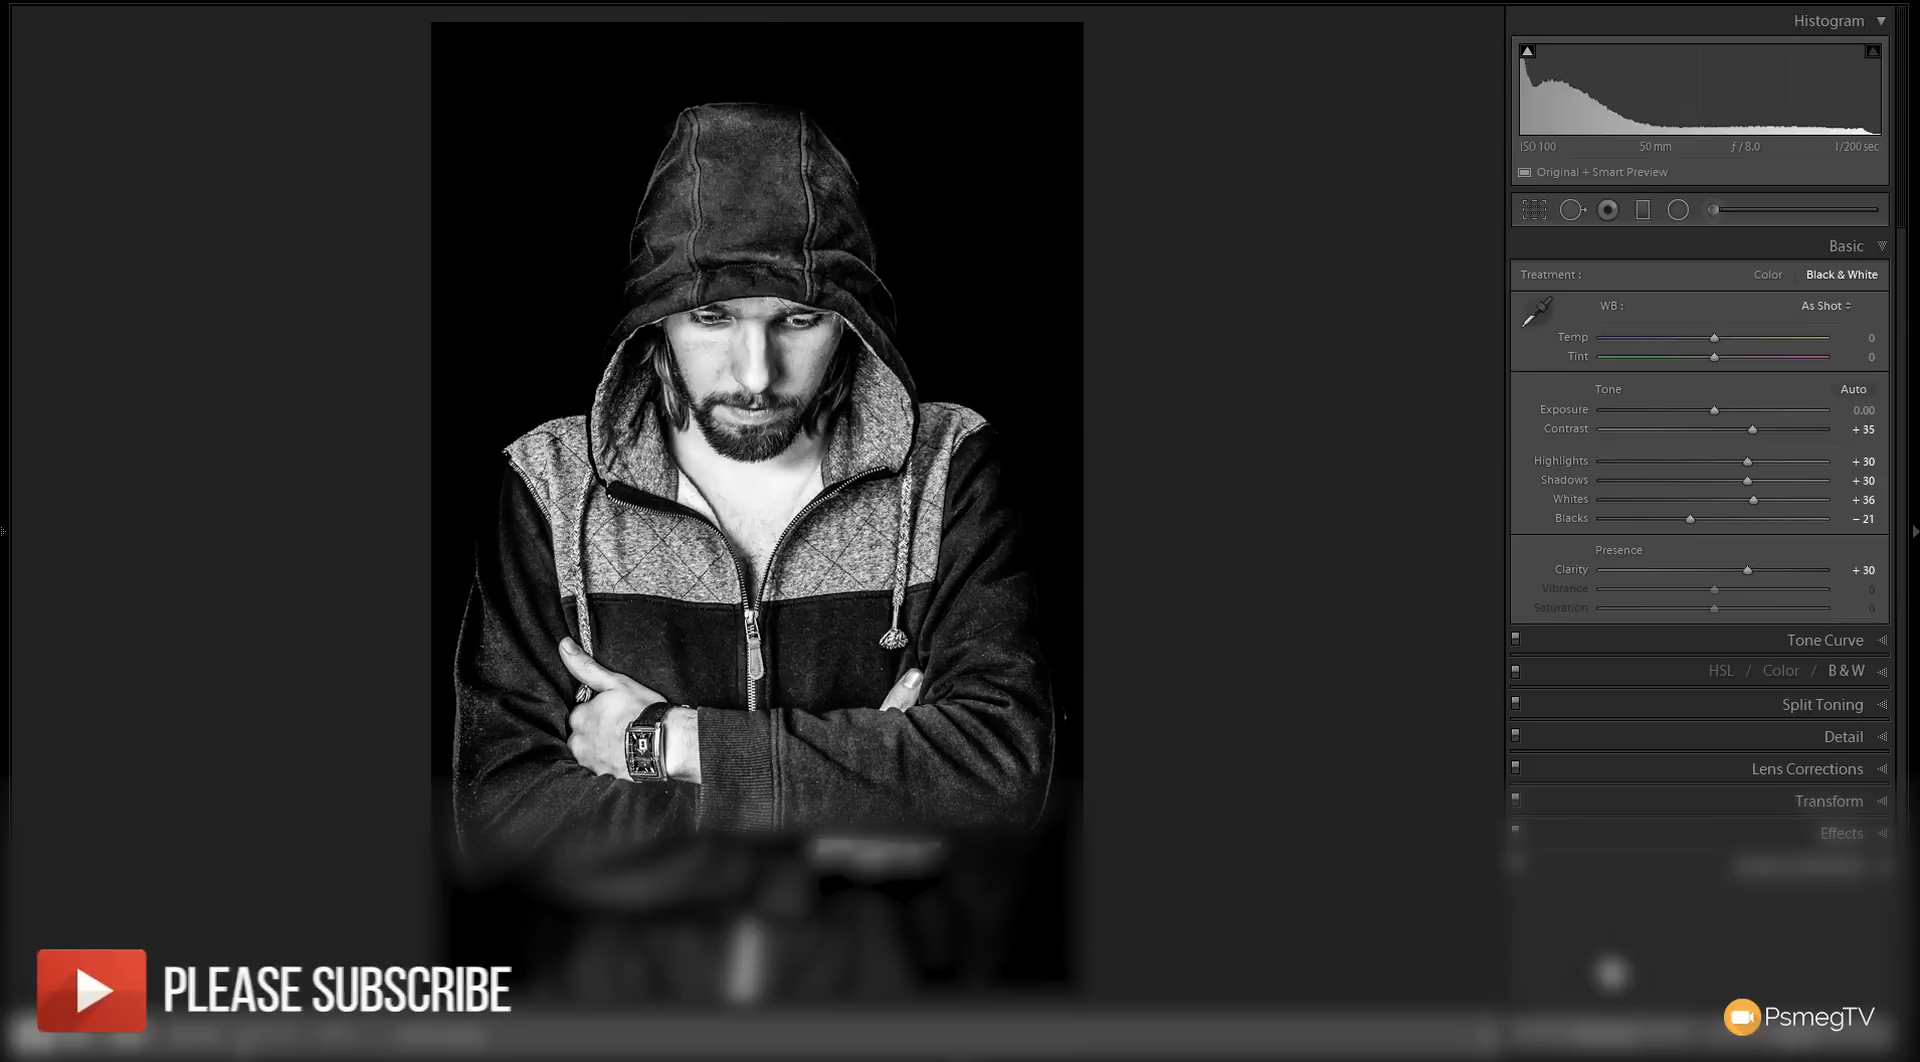 Histogram
ISO 100 50 mm ƒ / 8.0 1/200 sec
Original + Smart Preview
Basic
Treatment : Color Black & White
WB : As Shot
Temp 0
Tint 0
Tone Auto
Exposure 0.00
Contrast + 35
Highlights + 30
Shadows + 30
Whites + 36
Blacks − 21
Presence
Clarity + 30
Vibrance 0
Saturation 0
Tone Curve
HSL / Color / B & W
Split Toning
Detail
Lens Corrections
Transform
Effects
PLEASE SUBSCRIBE
PsmegTV